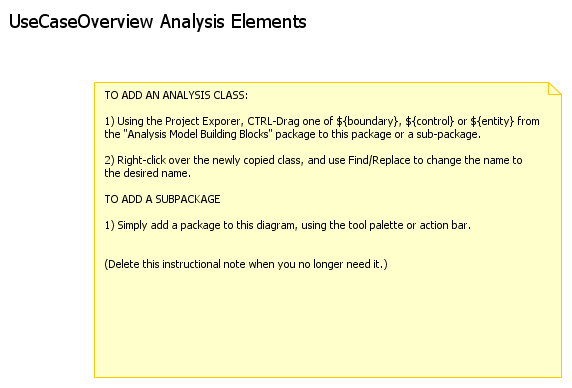 UseCaseOverview Analysis Elements
TO ADD AN ANALYSIS CLASS:
1) Using the Project Exporer, CTRL-Drag one of ${boundary}, ${control} or ${entity} from
the "Analysis Model Building Blocks" package to this package or a sub-package.
2) Right-click over the newly copied class, and use Find/Replace to change the name to
the desired name.
TO ADD A SUBPACKAGE
1) Simply add a package to this diagram, using the tool palette or action bar.
(Delete this instructional note when you no longer need it.)